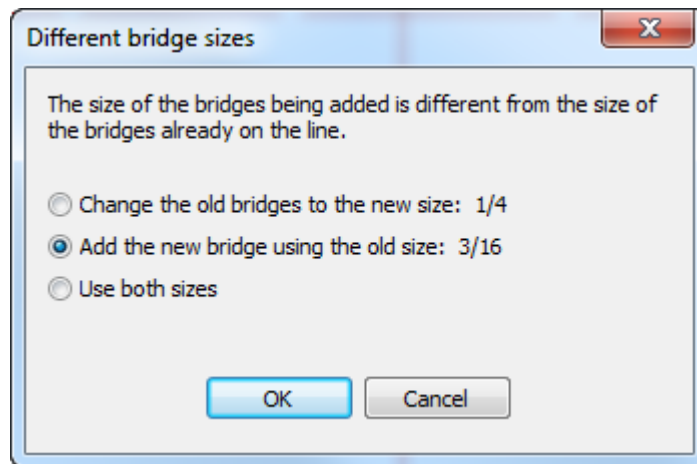 Different bridge sizes
The size of the bridges being added is different from the size of
the bridges already on the line.
Change the old bridges to the new size:  1/4
Add the new bridge using the old size:  3/16
Use both sizes
OK
Cancel